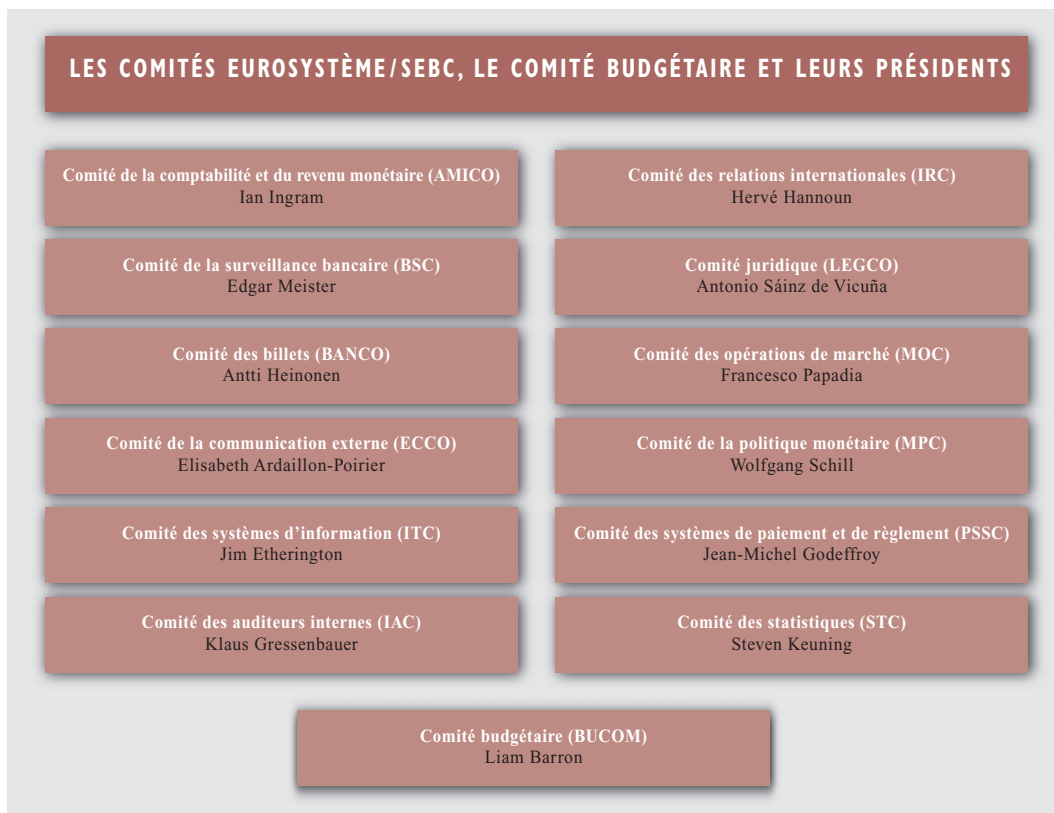 LES COMITÉS EUROSYSTÈME/SEBC, LE COMITÉ BUDGÉTAIRE ET LEURS PRÉSIDENTS
Comité de la comptabilité et du revenu monétaire (AMICO)
Ian Ingram
Comité des relations internationales (IRC)
Hervé Hannoun
Comité de la surveillance bancaire (BSC)
Edgar Meister
Comité juridique (LEGCO)
Antonio Sáinz de Vicuña
Comité des billets (BANCO)
Antti Heinonen
Comité des opérations de marché (MOC)
Francesco Papadia
Comité de la communication externe (ECCO)
Elisabeth Ardaillon-Poirier
Comité de la politique monétaire (MPC)
Wolfgang Schill
Comité des systèmes d’information (ITC)
Jim Etherington
Comité des systèmes de paiement et de règlement (PSSC)
Jean-Michel Godeffroy
Comité des auditeurs internes (IAC)
Klaus Gressenbauer
Comité des statistiques (STC)
Steven Keuning
Comité budgétaire (BUCOM)
Liam Barron